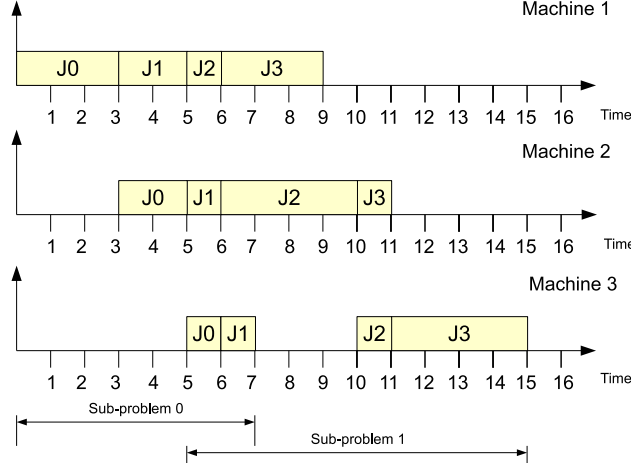 Machine 1
J0 J1 J2 J3
1 2 3 4 5 6 7 8 9 10 11 12 13 14 15 16 Time
Machine 2
J0 J1 J2 J3
1 2 3 4 5 6 7 8 9 10 11 12 13 14 15 16 Time
Machine 3
J0 J1 J2 J3
1 2 3 4 5 6 7 8 9 10 11 12 13 14 15 16 Time
Sub-problem 0
Sub-problem 1